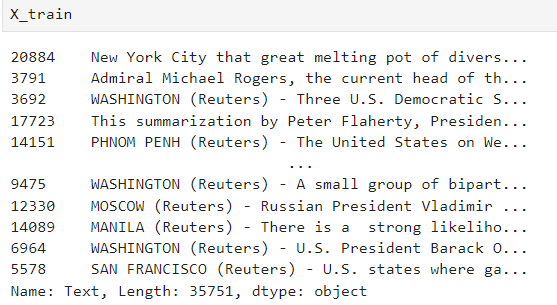 X_train
20884 New York City that great melting pot of divers...
3791 Admiral Michael Rogers, the current head of th...
3692 WASHINGTON (Reuters) - Three U.S. Democratic S...
17723 This summarization by Peter Flaherty, Presiden...
14151 PHNOM PENH (Reuters) - The United States on We...
...
9475 WASHINGTON (Reuters) - A small group of bipart...
12330 MOSCOW (Reuters) - Russian President Vladimir ...
14089 MANILA (Reuters) - There is a  strong likeliho...
6964 WASHINGTON (Reuters) - U.S. President Barack O...
5578 SAN FRANCISCO (Reuters) - U.S. states where ga...
Name: Text, Length: 35751, dtype: object